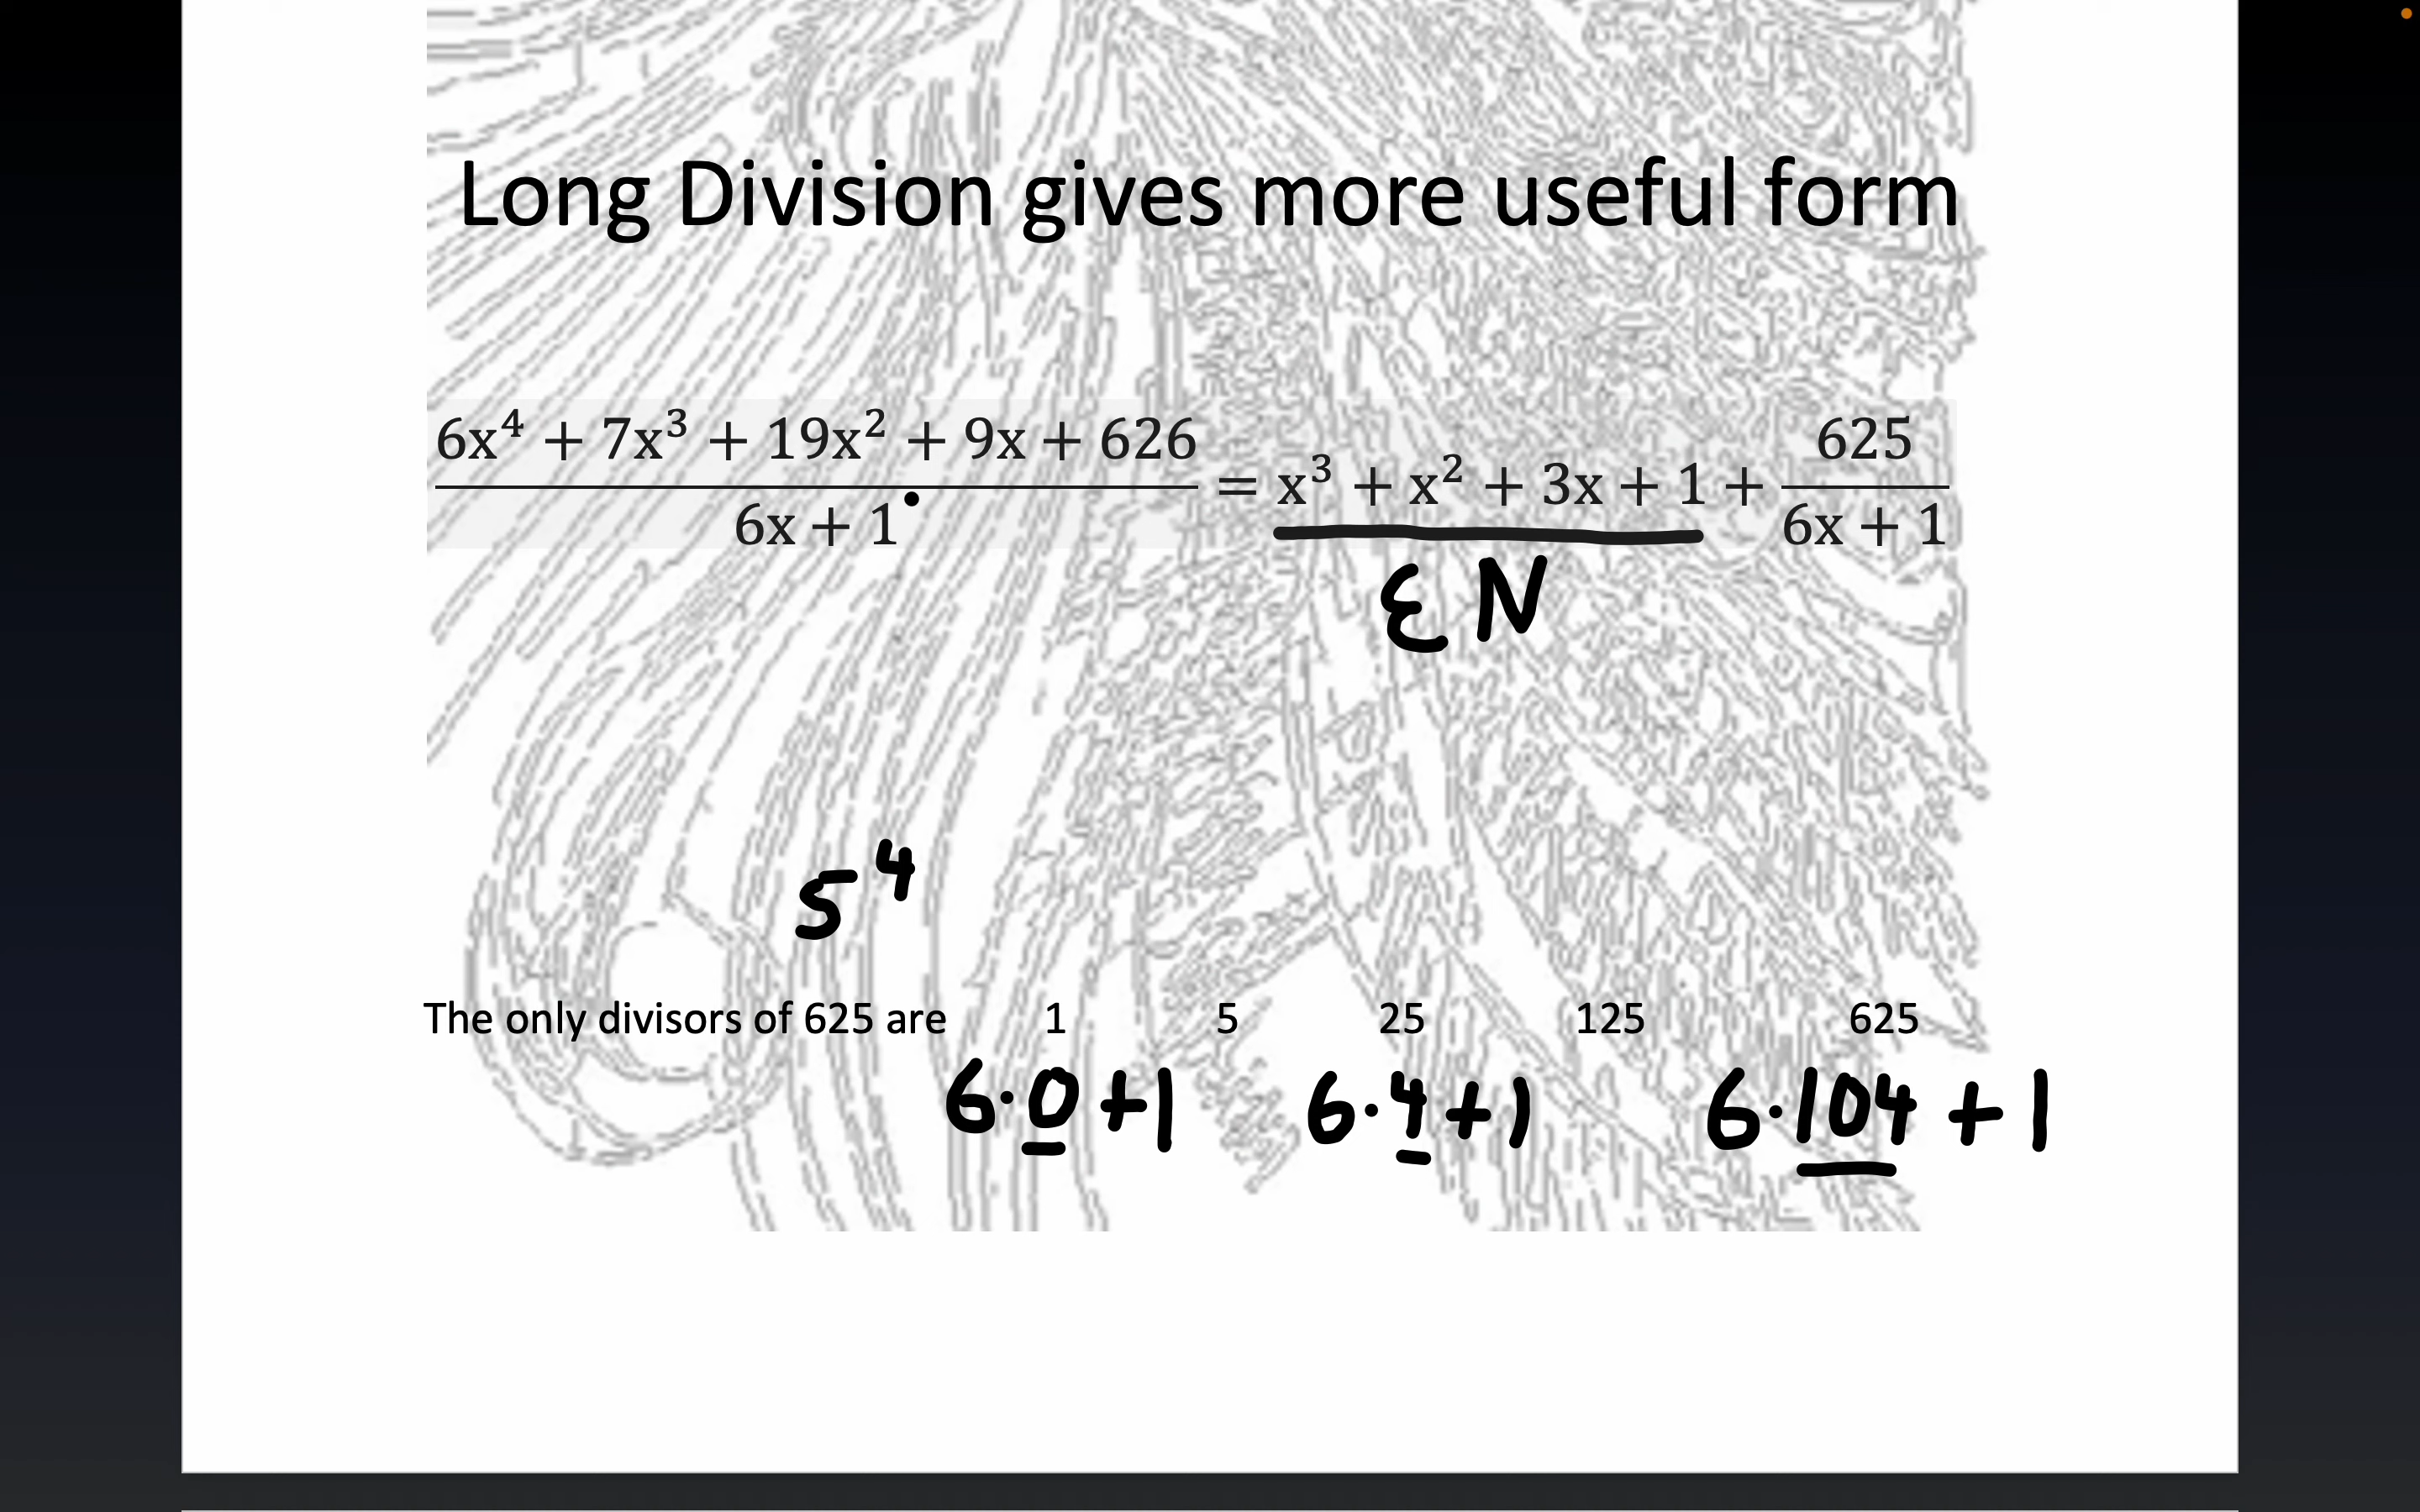 Long Division gives more useful form
6x⁴ + 7x³ + 19x² + 9x + 626
6x + 1
= x³ + x² + 3x + 1 +
625
6x + 1
ε N
5⁴
The only divisors of 625 are 1 5 25 125 625
6·0+1 6·4+1 6·104+1